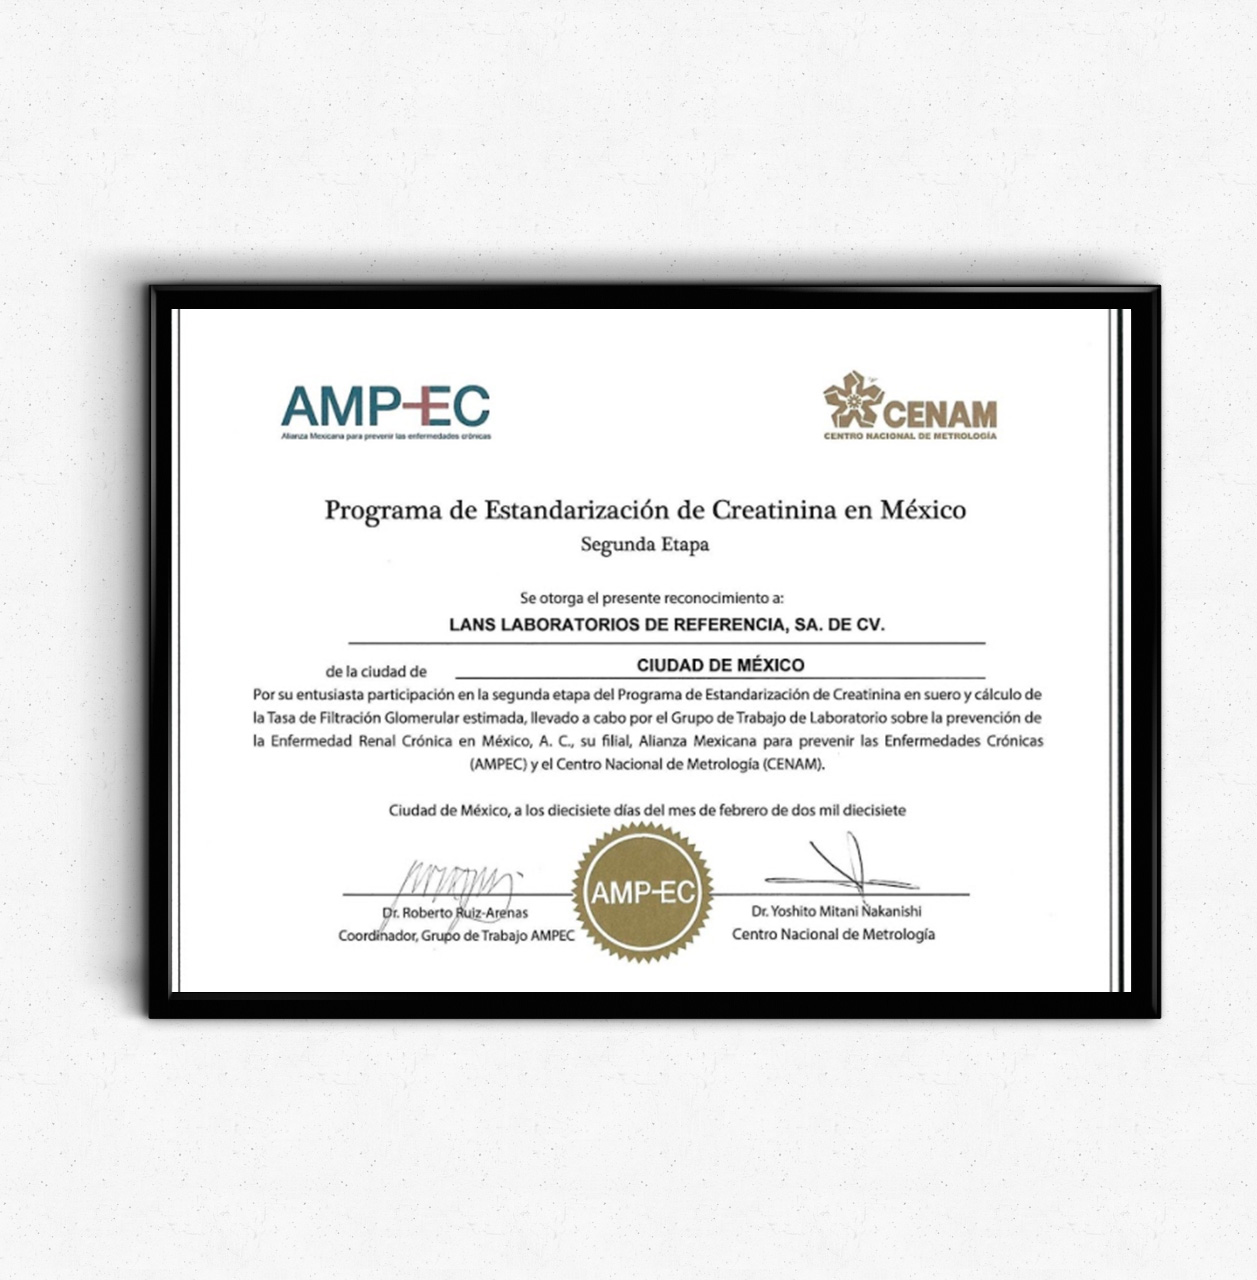 AMP-EC
Alianza Mexicana para prevenir las enfermedades crónicas
CENAM
CENTRO NACIONAL DE METROLOGÍA
Programa de Estandarización de Creatinina en México
Segunda Etapa
Se otorga el presente reconocimiento a:
LANS LABORATORIOS DE REFERENCIA, SA. DE CV.
de la ciudad de CIUDAD DE MÉXICO
Por su entusiasta participación en la segunda etapa del Programa de Estandarización de Creatinina en suero y cálculo de
la Tasa de Filtración Glomerular estimada, llevado a cabo por el Grupo de Trabajo de Laboratorio sobre la prevención de
la Enfermedad Renal Crónica en México, A. C., su filial, Alianza Mexicana para prevenir las Enfermedades Crónicas
(AMPEC) y el Centro Nacional de Metrología (CENAM).
Ciudad de México, a los diecisiete días del mes de febrero de dos mil diecisiete
AMP-EC
Dr. Roberto Ruiz-Arenas
Coordinador, Grupo de Trabajo AMPEC
Dr. Yoshito Mitani Nakanishi
Centro Nacional de Metrología